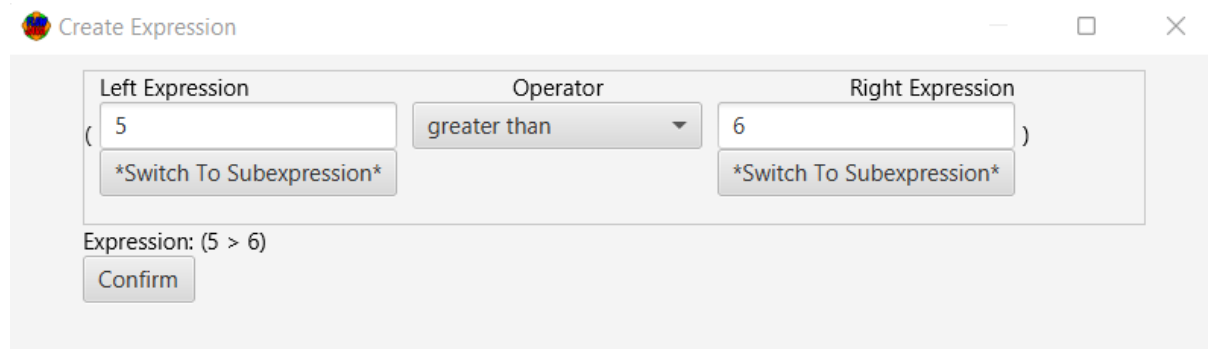 Create Expression
Left Expression Operator Right Expression
( 5 greater than 6 )
*Switch To Subexpression* *Switch To Subexpression*
Expression: (5 > 6)
Confirm